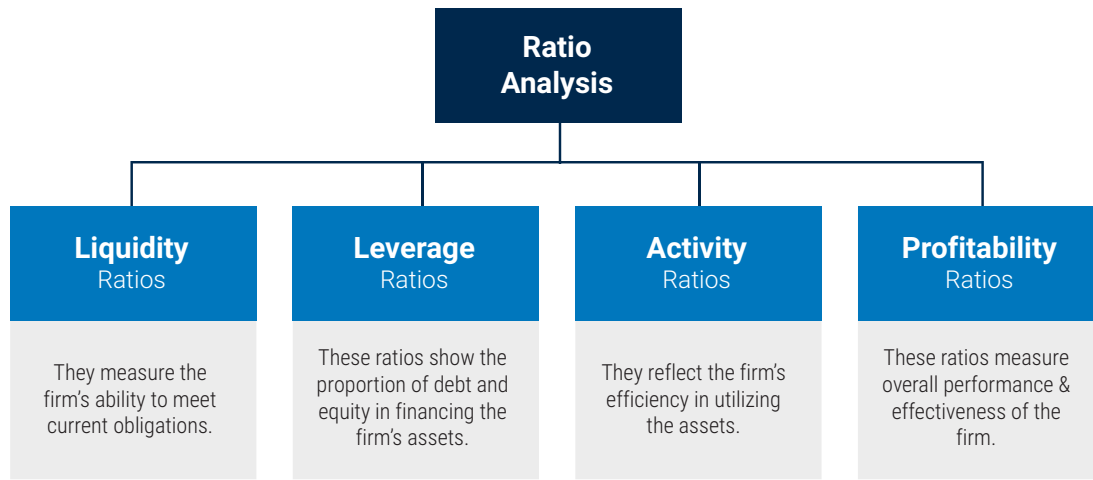 Ratio
Analysis
Liquidity
Ratios
They measure the
firm's ability to meet
current obligations.
Leverage
Ratios
These ratios show the
proportion of debt and
equity in financing the
firm's assets.
Activity
Ratios
They reflect the firm's
efficiency in utilizing
the assets.
Profitability
Ratios
These ratios measure
overall performance &
effectiveness of the
firm.